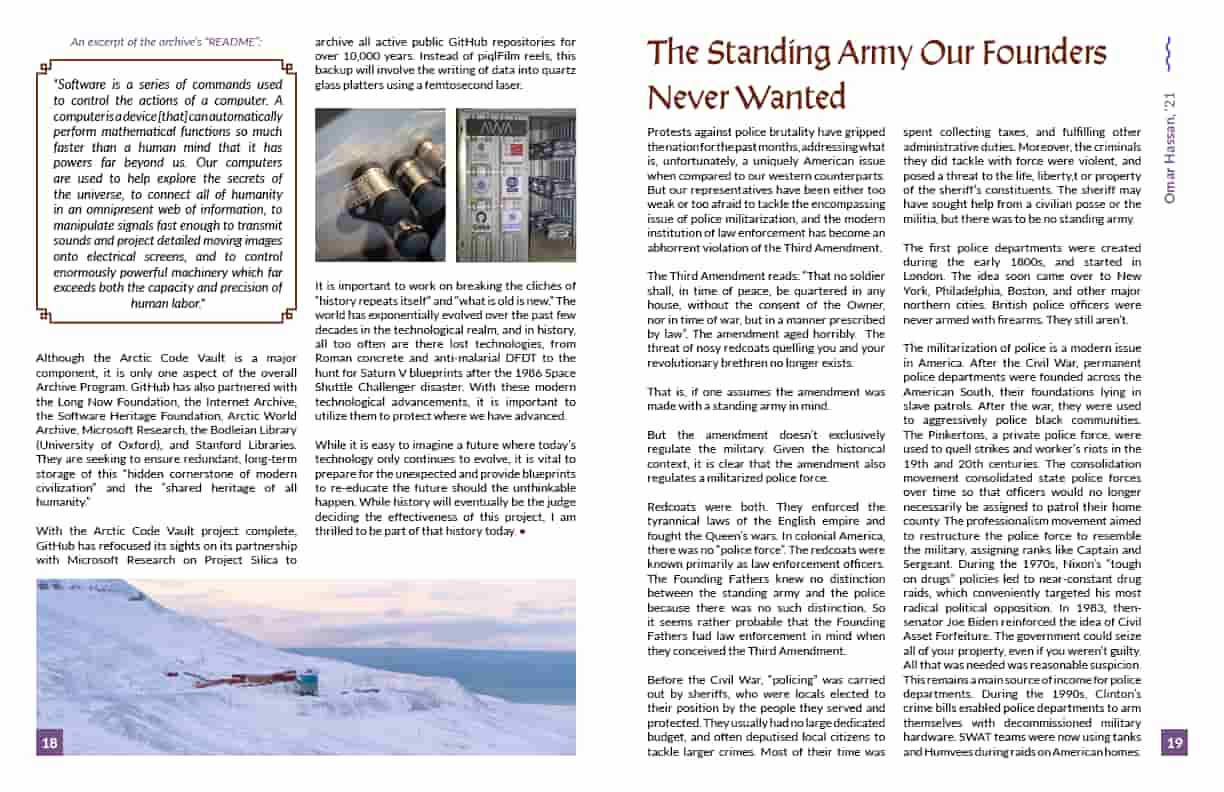 An excerpt of the archive's "README":
"Software is a series of commands used
to control the actions of a computer. A
computer is a device [that] can automatically
perform mathematical functions so much
faster than a human mind that it has
powers far beyond us. Our computers
are used to help explore the secrets of
the universe, to connect all of humanity
in an omnipresent web of information, to
manipulate signals fast enough to transmit
sounds and project detailed moving images
onto electrical screens, and to control
enormously powerful machinery which far
exceeds both the capacity and precision of
human labor."
Although the Arctic Code Vault is a major
component, it is only one aspect of the overall
Archive Program. GitHub has also partnered with
the Long Now Foundation, the Internet Archive,
the Software Heritage Foundation, Arctic World
Archive, Microsoft Research, the Bodleian Library
(University of Oxford), and Stanford Libraries.
They are seeking to ensure redundant, long-term
storage of this "hidden cornerstone of modern
civilization" and the "shared heritage of all
humanity."
With the Arctic Code Vault project complete,
GitHub has refocused its sights on its partnership
with Microsoft Research on Project Silica to
archive all active public GitHub repositories for
over 10,000 years. Instead of piqlFilm reels, this
backup will involve the writing of data into quartz
glass platters using a femtosecond laser.
AWA
It is important to work on breaking the clichés of
"history repeats itself" and "what is old is new." The
world has exponentially evolved over the past few
decades in the technological realm, and in history,
all too often are there lost technologies, from
Roman concrete and anti-malarial DFDT to the
hunt for Saturn V blueprints after the 1986 Space
Shuttle Challenger disaster. With these modern
technological advancements, it is important to
utilize them to protect where we have advanced.
While it is easy to imagine a future where today's
technology only continues to evolve, it is vital to
prepare for the unexpected and provide blueprints
to re-educate the future should the unthinkable
happen. While history will eventually be the judge
deciding the effectiveness of this project, I am
thrilled to be part of that history today. •
18
The Standing Army Our Founders
Never Wanted
Omar Hassan, '21
Protests against police brutality have gripped
the nation for the past months, addressing what
is, unfortunately, a uniquely American issue
when compared to our western counterparts.
But our representatives have been either too
weak or too afraid to tackle the encompassing
issue of police militarization, and the modern
institution of law enforcement has become an
abhorrent violation of the Third Amendment.
The Third Amendment reads: "That no soldier
shall, in time of peace, be quartered in any
house, without the consent of the Owner,
nor in time of war, but in a manner prescribed
by law". The amendment aged horribly. The
threat of nosy redcoats quelling you and your
revolutionary brethren no longer exists.
That is, if one assumes the amendment was
made with a standing army in mind.
But the amendment doesn't exclusively
regulate the military. Given the historical
context, it is clear that the amendment also
regulates a militarized police force.
Redcoats were both. They enforced the
tyrannical laws of the English empire and
fought the Queen's wars. In colonial America,
there was no "police force". The redcoats were
known primarily as law enforcement officers.
The Founding Fathers knew no distinction
between the standing army and the police
because there was no such distinction. So
it seems rather probable that the Founding
Fathers had law enforcement in mind when
they conceived the Third Amendment.
Before the Civil War, "policing" was carried
out by sheriffs, who were locals elected to
their position by the people they served and
protected. They usually had no large dedicated
budget, and often deputised local citizens to
tackle larger crimes. Most of their time was
spent collecting taxes, and fulfilling other
administrative duties. Moreover, the criminals
they did tackle with force were violent, and
posed a threat to the life, liberty,t or property
of the sheriff's constituents. The sheriff may
have sought help from a civilian posse or the
militia, but there was to be no standing army.
The first police departments were created
during the early 1800s, and started in
London. The idea soon came over to New
York, Philadelphia, Boston, and other major
northern cities. British police officers were
never armed with firearms. They still aren't.
The militarization of police is a modern issue
in America. After the Civil War, permanent
police departments were founded across the
American South, their foundations lying in
slave patrols. After the war, they were used
to aggressively police black communities.
The Pinkertons, a private police force, were
used to quell strikes and worker's riots in the
19th and 20th centuries. The consolidation
movement consolidated state police forces
over time so that officers would no longer
necessarily be assigned to patrol their home
county. The professionalism movement aimed
to restructure the police force to resemble
the military, assigning ranks like Captain and
Sergeant. During the 1970s, Nixon's "tough
on drugs" policies led to near-constant drug
raids, which conveniently targeted his most
radical political opposition. In 1983, then-
senator Joe Biden reinforced the idea of Civil
Asset Forfeiture. The government could seize
all of your property, even if you weren't guilty.
All that was needed was reasonable suspicion.
This remains a main source of income for police
departments. During the 1990s, Clinton's
crime bills enabled police departments to arm
themselves with decommissioned military
hardware. SWAT teams were now using tanks
and Humvees during raids on American homes.
19